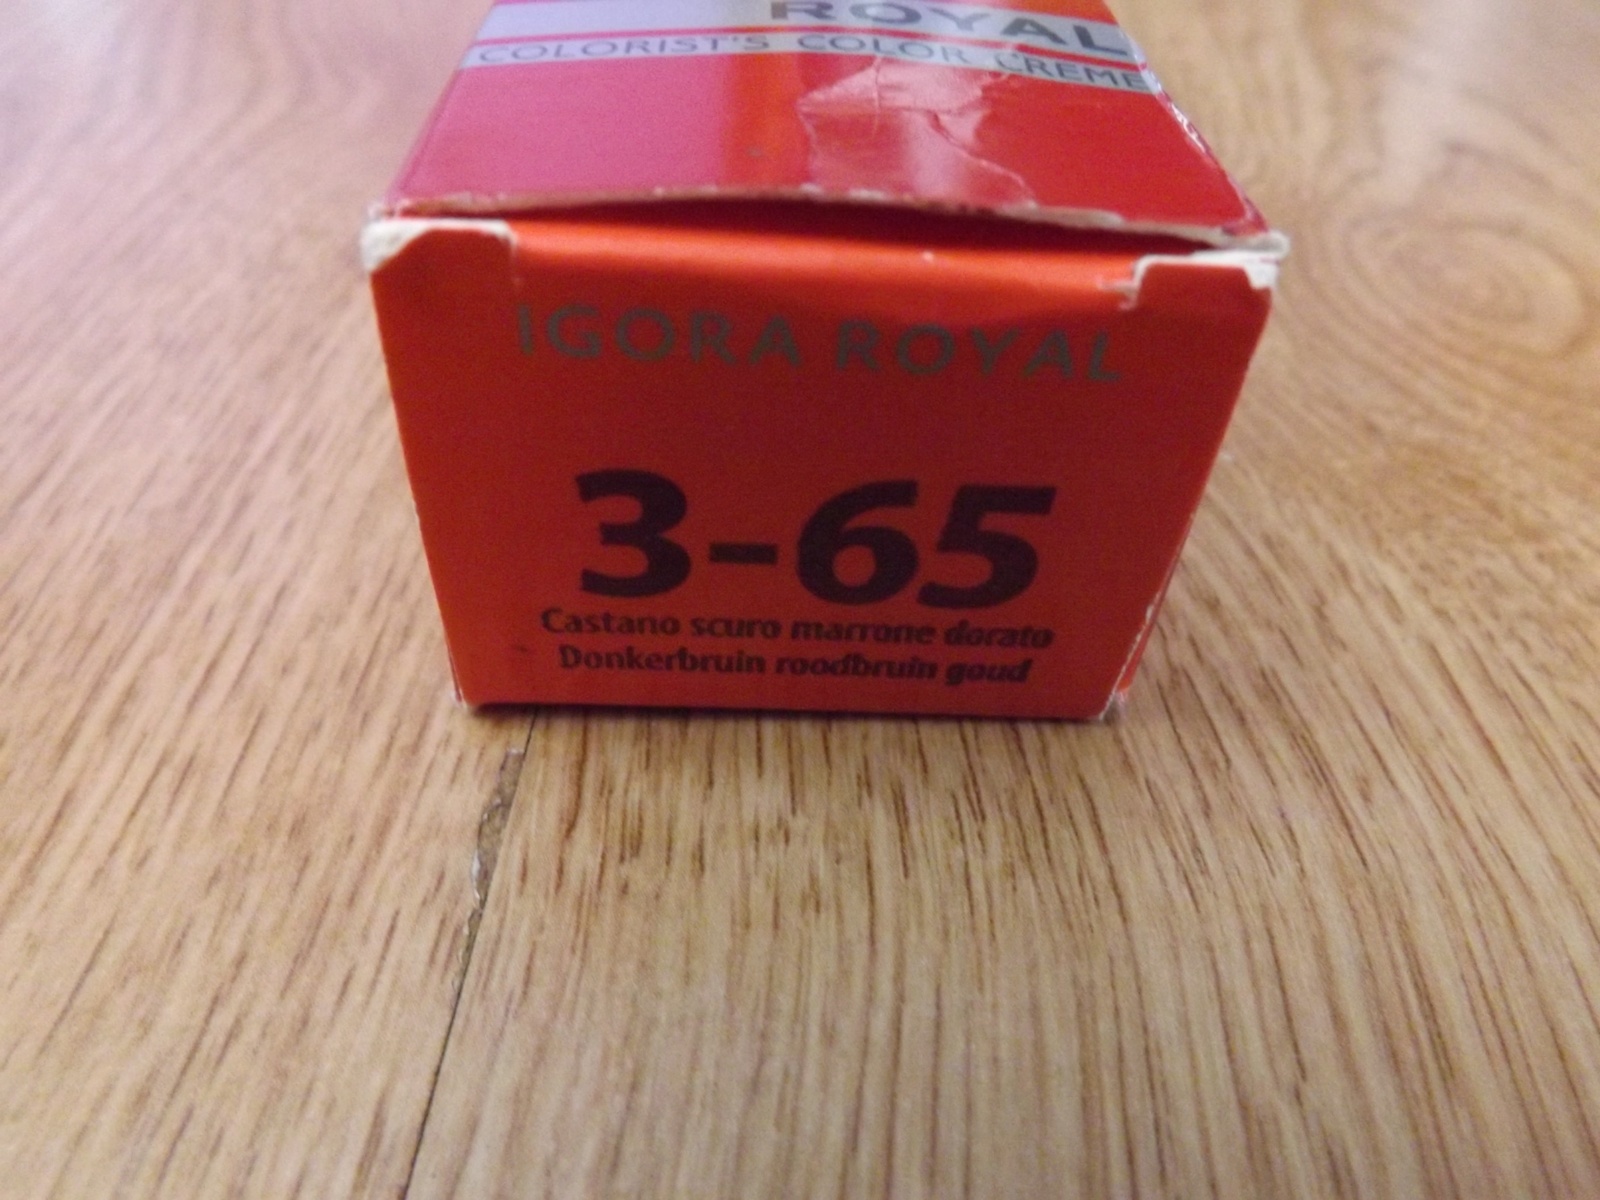 ROYAL
COLORIST'S COLOR CREME
IGORA ROYAL
3-65
Castano scuro marrone dorato
Donkerbruin roodbruin goud